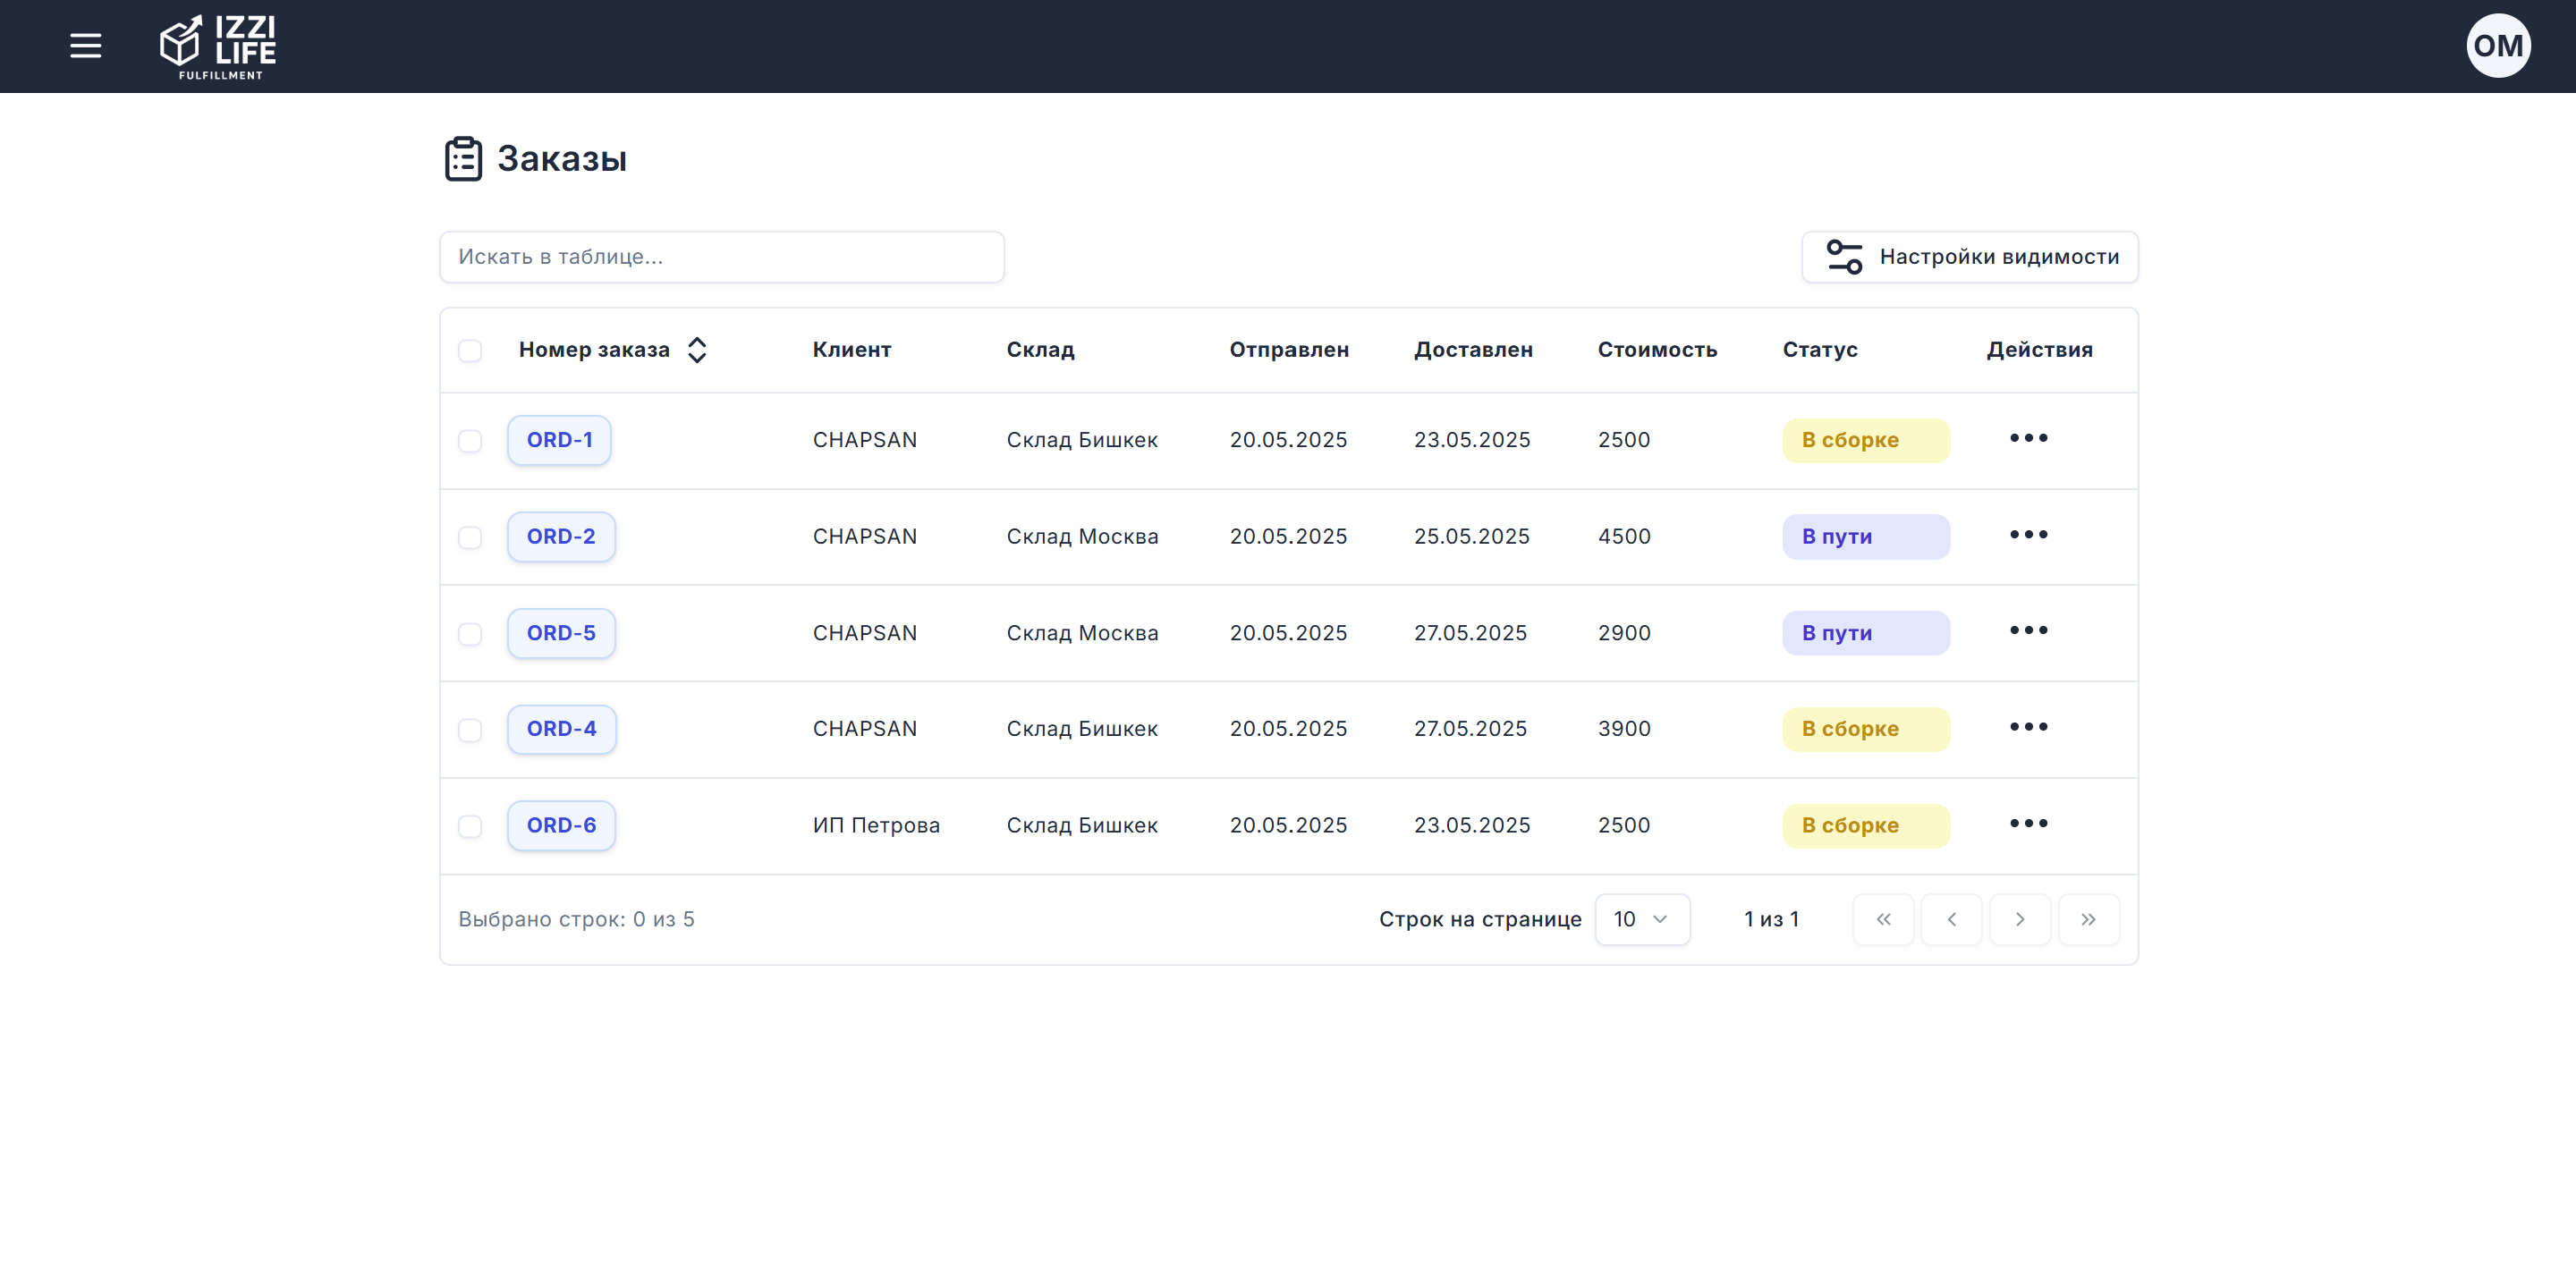 IZZI
LIFE
FULFILLMENT
OM
Заказы
Искать в таблице...
Настройки видимости
Номер заказа Клиент Склад Отправлен Доставлен Стоимость Статус Действия
ORD-1 CHAPSAN Склад Бишкек 20.05.2025 23.05.2025 2500 В сборке
ORD-2 CHAPSAN Склад Москва 20.05.2025 25.05.2025 4500 В пути
ORD-5 CHAPSAN Склад Москва 20.05.2025 27.05.2025 2900 В пути
ORD-4 CHAPSAN Склад Бишкек 20.05.2025 27.05.2025 3900 В сборке
ORD-6 ИП Петрова Склад Бишкек 20.05.2025 23.05.2025 2500 В сборке
Выбрано строк: 0 из 5 Строк на странице 10 1 из 1